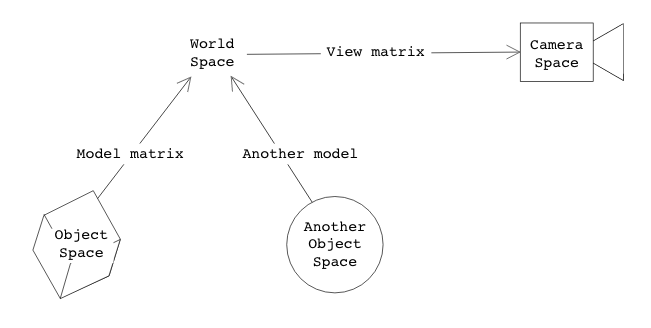 World
Space
View matrix
Camera
Space
Model matrix
Another model
Object
Space
Another
Object
Space